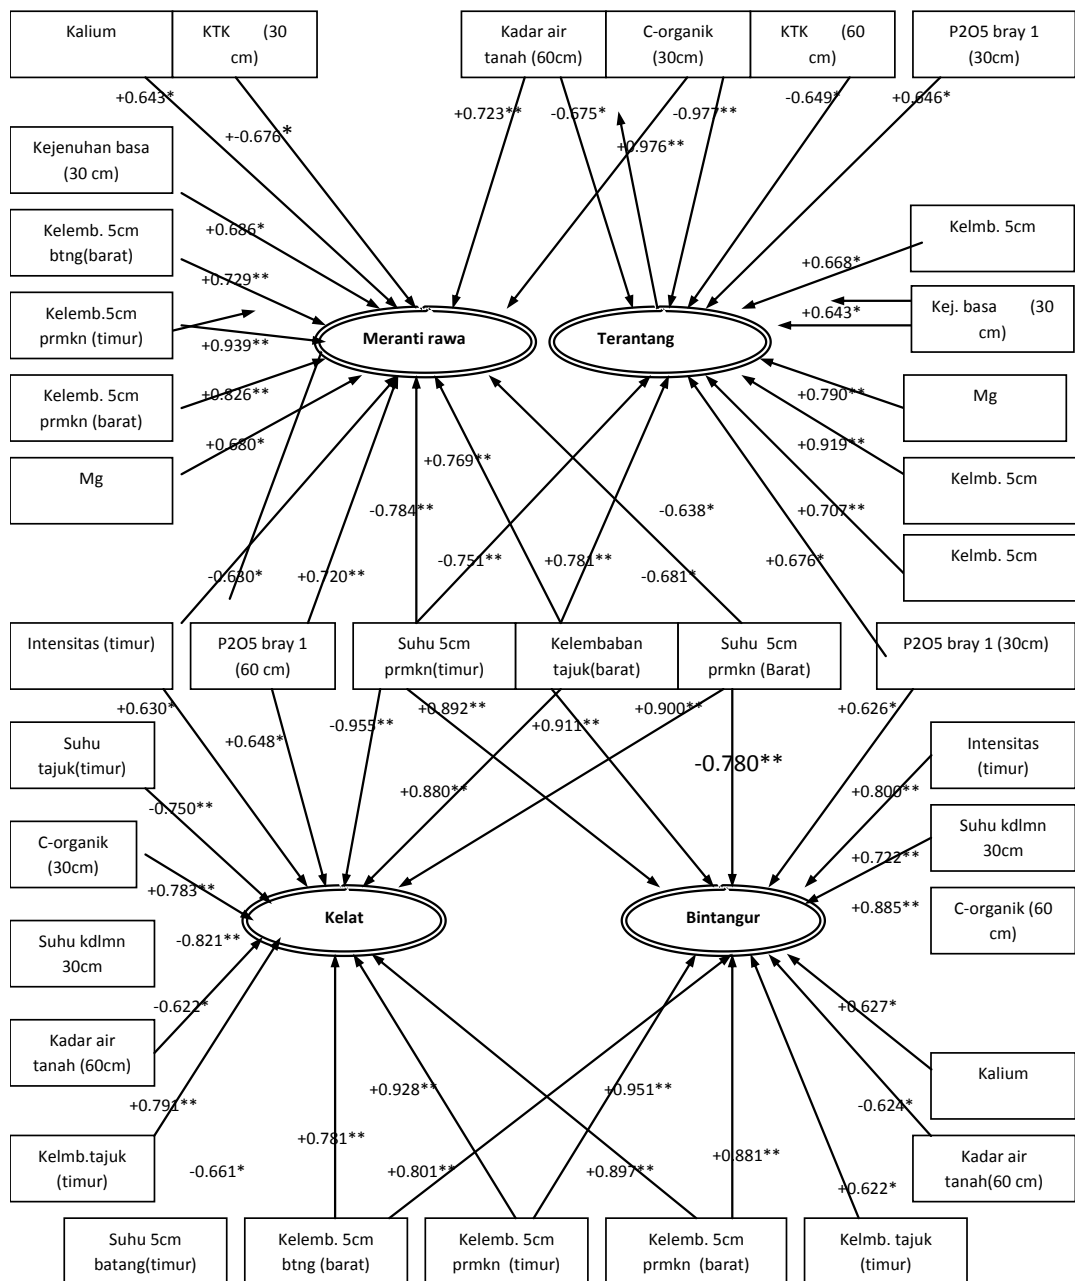 Kalium
KTK (30
cm)
Kadar air
tanah (60cm)
C-organik
(30cm)
KTK (60
cm)
P2O5 bray 1
(30cm)
+0.643*
+-0.676*
+0.723**
-0.675*
+0.976**
-0.977**
-0.649*
+0.646*
Kejenuhan basa
(30 cm)
+0.686*
Kelemb. 5cm
btng(barat)
+0.729**
Kelemb.5cm
prmkn (timur)
+0.939**
Kelemb. 5cm
prmkn (barat)
+0.826**
Mg
+0.680*
Meranti rawa
Terantang
Kelmb. 5cm
+0.668*
Kej. basa (30
cm)
+0.643*
Mg
+0.790**
Kelmb. 5cm
+0.919**
Kelmb. 5cm
+0.707**
+0.769**
-0.784**
-0.638*
-0.630*
+0.720**
-0.751**
+0.781**
-0.681*
+0.676*
Intensitas (timur)
P2O5 bray 1
(60 cm)
Suhu 5cm
prmkn(timur)
Kelembaban
tajuk(barat)
Suhu 5cm
prmkn (Barat)
P2O5 bray 1 (30cm)
+0.630*
+0.648*
-0.955**
+0.892**
+0.911**
+0.900**
+0.626*
-0.780**
+0.880**
Suhu
tajuk(timur)
-0.750**
C-organik
(30cm)
+0.783**
Suhu kdlmn
30cm
-0.821**
Kadar air
tanah (60cm)
-0.622*
Kelmb.tajuk
(timur)
+0.791**
Kelat
Bintangur
Intensitas
(timur)
+0.800**
Suhu kdlmn
30cm
+0.722**
C-organik (60
cm)
+0.885**
Kalium
+0.627*
Kadar air
tanah(60 cm)
-0.624*
+0.928**
+0.951**
-0.661*
+0.781**
+0.801**
+0.897**
+0.881**
+0.622*
Suhu 5cm
batang(timur)
Kelemb. 5cm
btng (barat)
Kelemb. 5cm
prmkn (timur)
Kelemb. 5cm
prmkn (barat)
Kelmb. tajuk
(timur)